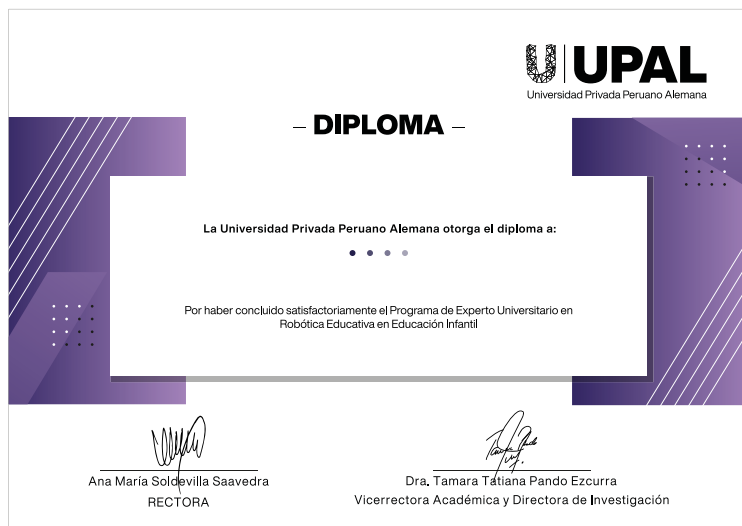 UPAL
Universidad Privada Peruano Alemana
– DIPLOMA –
La Universidad Privada Peruano Alemana otorga el diploma a:
Por haber concluido satisfactoriamente el Programa de Experto Universitario en
Robótica Educativa en Educación Infantil
Ana María Soldevilla Saavedra
RECTORA
Dra. Tamara Tatiana Pando Ezcurra
Vicerrectora Académica y Directora de Investigación